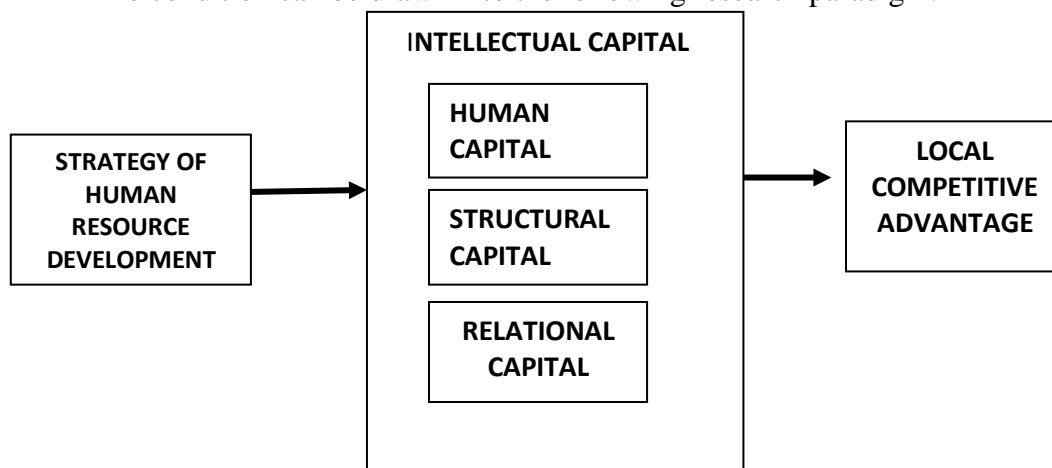 INTELLECTUAL CAPITAL
STRATEGY OF
HUMAN
RESOURCE
DEVELOPMENT
HUMAN
CAPITAL
STRUCTURAL
CAPITAL
RELATIONAL
CAPITAL
LOCAL
COMPETITIVE
ADVANTAGE